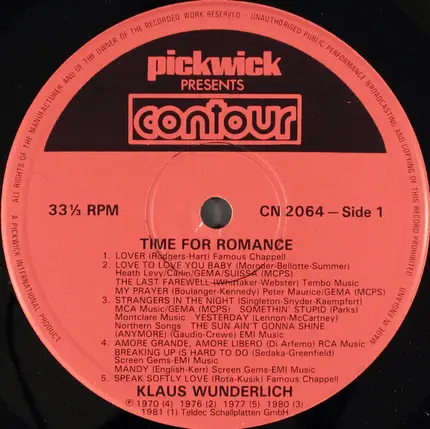 ALL RIGHTS OF THE MANUFACTURER AND OF THE OWNER OF THE RECORDED WORK RESERVED – UNAUTHORISED PUBLIC PERFORMANCE BROADCASTING AND COPYING OF THIS RECORD PROHIBITED
pickwick
PRESENTS
contour
33⅓ RPM
CN 2064 – Side 1
TIME FOR ROMANCE
1. LOVER (Rodgers-Hart) Famous Chappell
2. LOVE TO LOVE YOU BABY (Moroder-Bellotte-Summer)
Heath Levy/Carlin/GEMA/SUISSA (MCPS)
THE LAST FAREWELL (Whittaker-Webster) Tembo Music
MY PRAYER (Boulanger-Kennedy) Peter Maurice/GEMA (MCPS)
3. STRANGERS IN THE NIGHT (Singleton-Snyder-Kaempfert)
MCA Music/GEMA (MCPS) SOMETHIN' STUPID (Parks)
Montclare Music YESTERDAY (Lennon-McCartney)
Northern Songs THE SUN AIN'T GONNA SHINE
(ANYMORE) (Gaudio-Crewe) EMI Music
4. AMORE GRANDE, AMORE LIBERO (Di Arfemo) RCA Music
BREAKING UP IS HARD TO DO (Sedaka-Greenfield)
Screen Gems-EMI Music
MANDY (English-Kerr) Screen Gems-EMI Music
5. SPEAK SOFTLY LOVE (Rota-Kusik) Famous Chappell
KLAUS WUNDERLICH
℗ 1970 (4) 1976 (2) 1977 (5) 1980 (3)
1981 (1) Teldec Schallplatten GmbH
A PICKWICK INTERNATIONAL PRODUCT
MADE IN ENGLAND